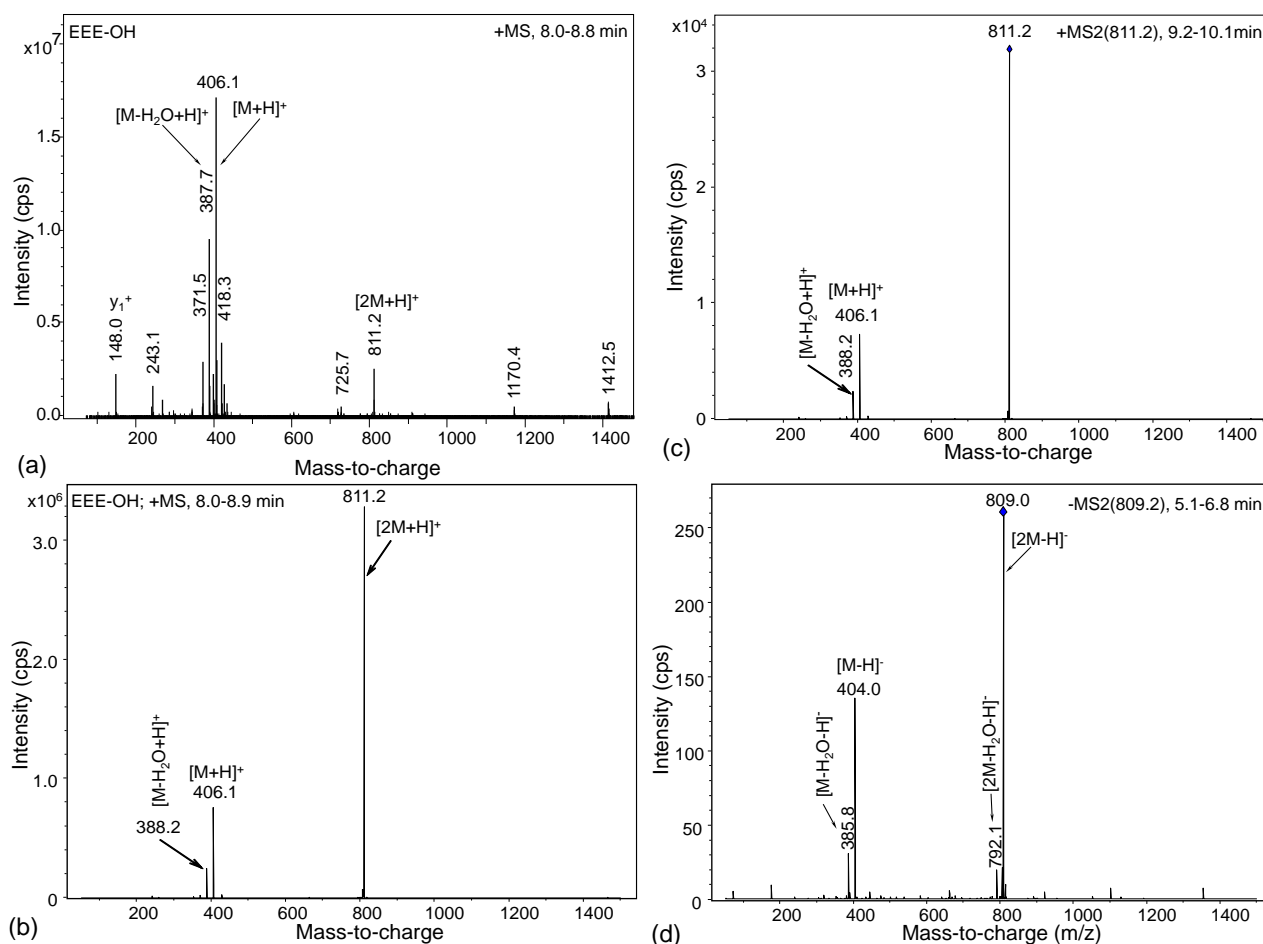 EEE-OH
+MS, 8.0-8.8 min
x10⁷
406.1
[M-H₂O+H]⁺
[M+H]⁺
387.7
371.5
418.3
y₁⁺
148.0
243.1
[2M+H]⁺
725.7
811.2
1170.4
1412.5
1.5
1.0
0.5
0.0
Intensity (cps)
200 400 600 800 1000 1200 1400
Mass-to-charge
(a)
x10⁶
EEE-OH; +MS, 8.0-8.9 min
811.2
[2M+H]⁺
[M-H₂O+H]⁺
388.2
[M+H]⁺
406.1
3.0
2.0
1.0
0
Intensity (cps)
200 400 600 800 1000 1200 1400
Mass-to-charge
(b)
x10⁴
811.2
+MS2(811.2), 9.2-10.1min
[M-H₂O+H]⁺
388.2
[M+H]⁺
406.1
3
2
1
0
Intensity (cps)
200 400 600 800 1000 1200 1400
Mass-to-charge
(c)
809.0
-MS2(809.2), 5.1-6.8 min
[2M-H]⁻
[M-H]⁻
404.0
[M-H₂O-H]⁻
385.8
[2M-H₂O-H]⁻
792.1
250
200
150
100
50
0
Intensity (cps)
200 400 600 800 1000 1200 1400
Mass-to-charge (m/z)
(d)